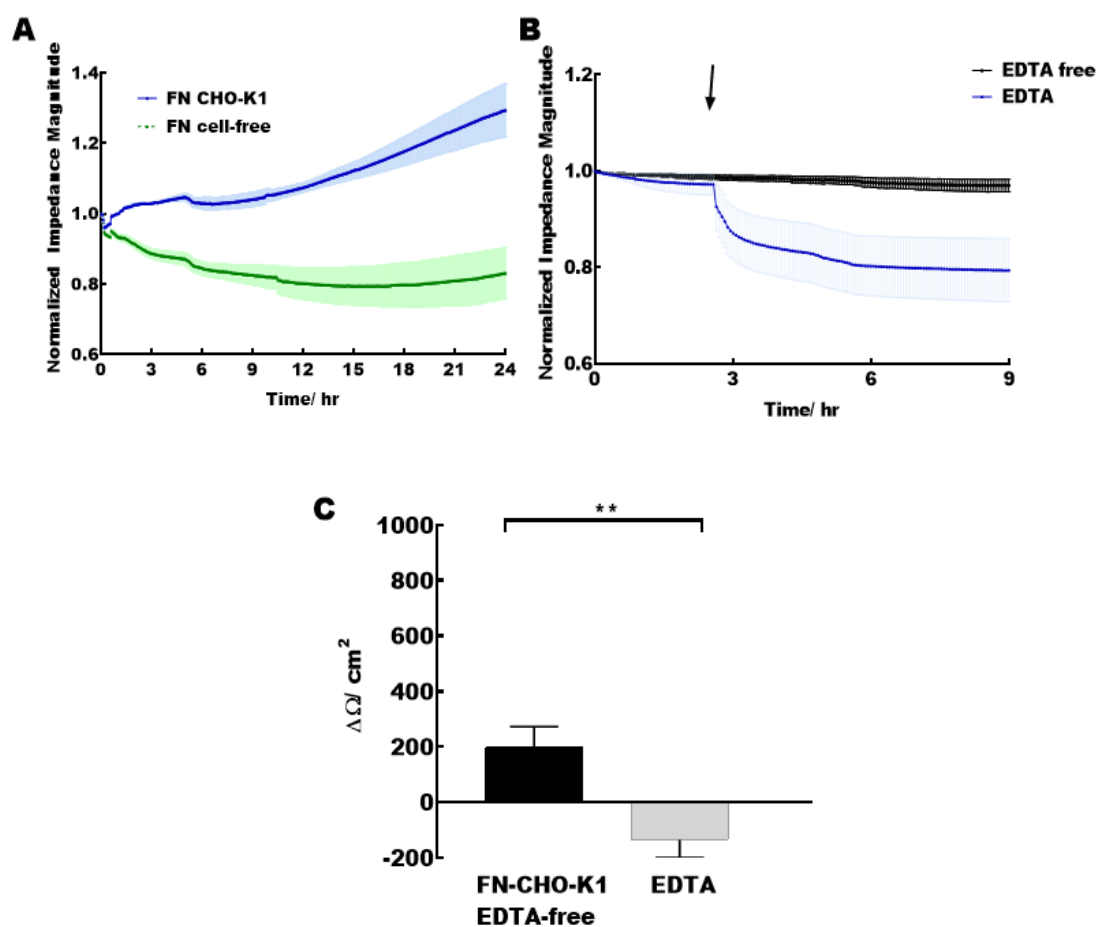 A
Normalized Impedance Magnitude
1.4
1.2
1.0
0.8
0.6
FN CHO-K1
FN cell-free
0 3 6 9 12 15 18 21 24
Time/ hr
B
Normalized Impedance Magnitude
1.2
1.0
0.8
0.6
EDTA free
EDTA
0 3 6 9
Time/ hr
C
ΔΩ/ cm²
1000
800
600
400
200
0
-200
**
FN-CHO-K1 EDTA
EDTA-free